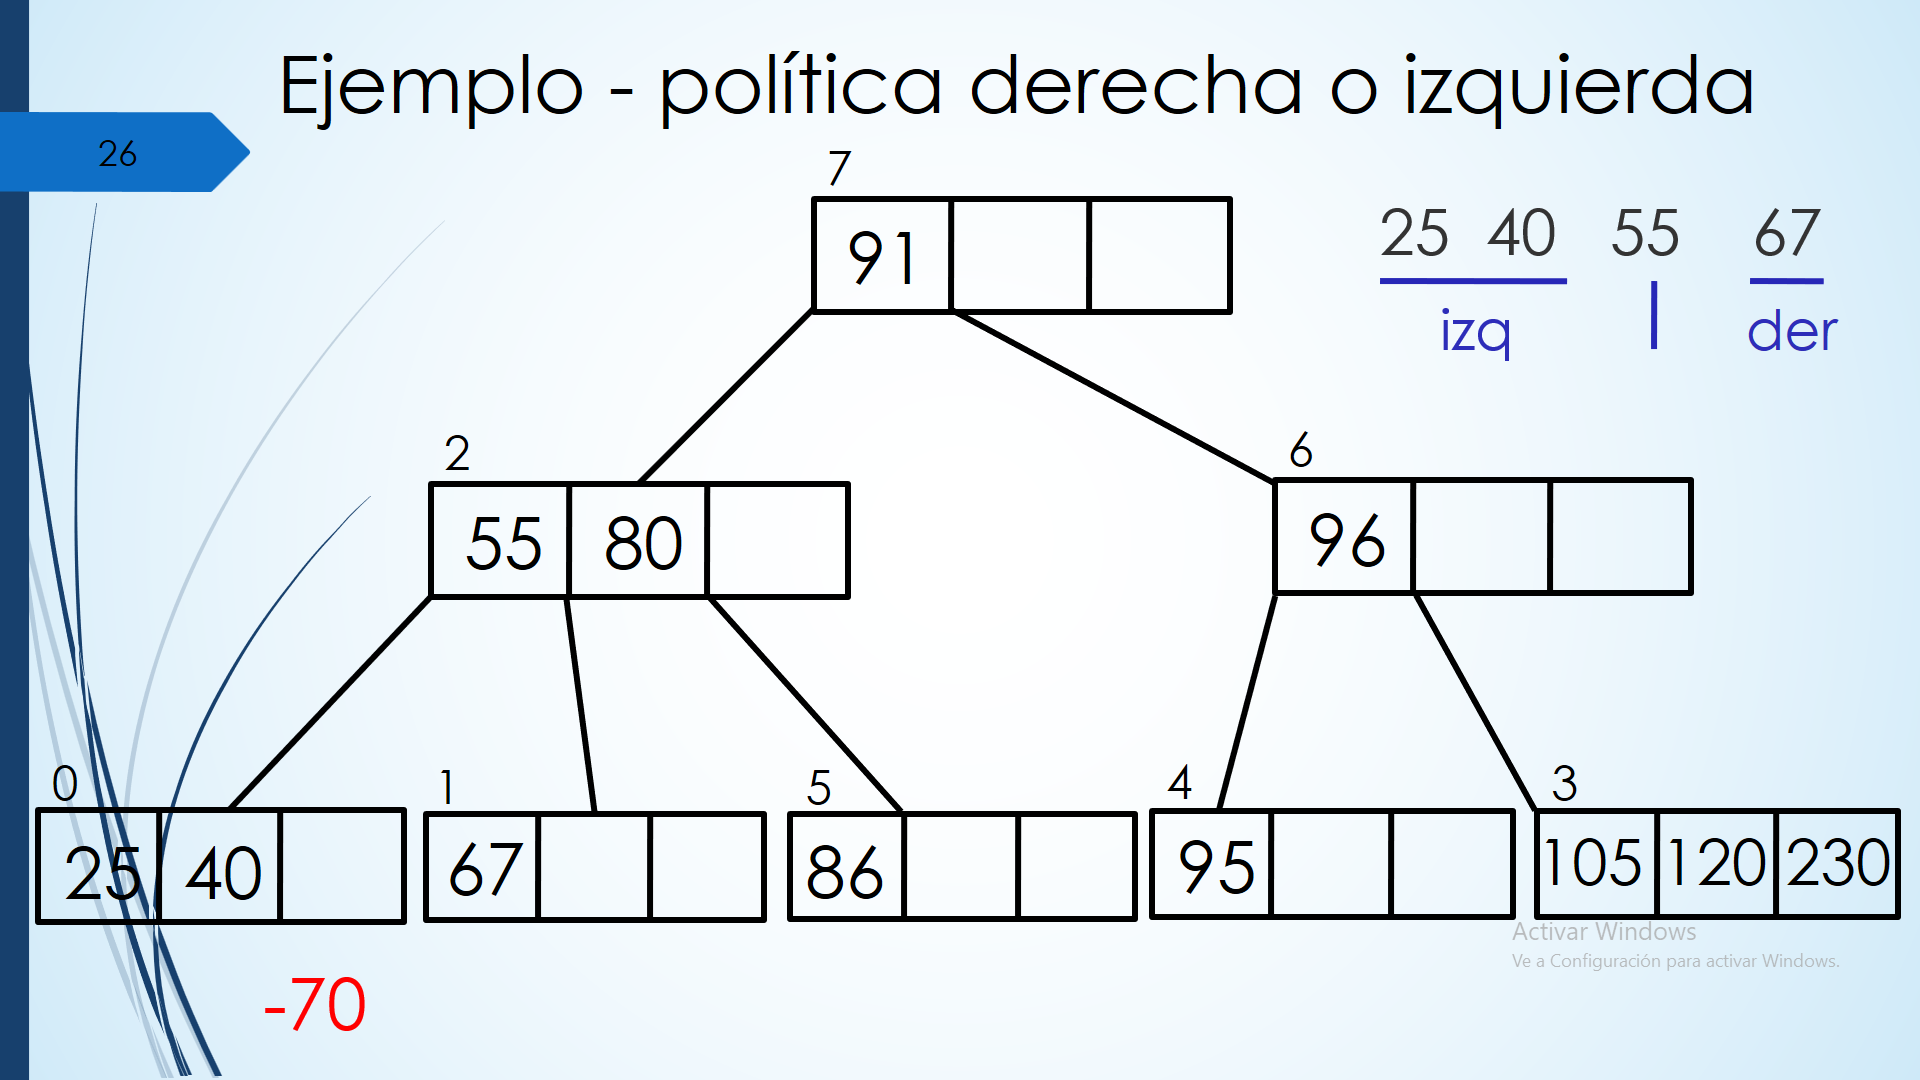 Ejemplo - política derecha o izquierda
26
7
91
25 40 55 67
izq | der
2
55 80
6
96
0
25 40
1
67
5
86
4
95
3
105 120 230
-70
Activar Windows
Ve a Configuración para activar Windows.